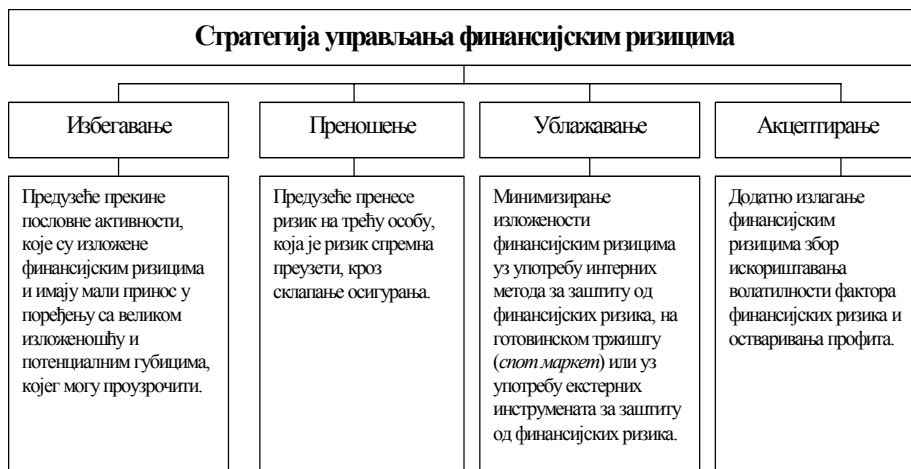 Стратегија управљања финансијским ризицима
Избегавање
Преношење
Ублажавање
Акцептирање
Предузеће прекине
пословне активности,
које су изложене
финансијским ризицима
и имају мали принос у
поређењу са великом
изложеношћу и
потенциалним губицима,
којег могу проузрочити.
Предузеће пренесе
ризик на трећу особу,
која је ризик спремна
преузети, кроз
склапање осигурања.
Минимизирање
изложености
финансијским ризицима
уз употребу интерних
метода за заштиту од
финансијских ризика, на
готовинском тржишту
(спот маркет) или уз
употребу екстерних
инструмената за заштиту
од финансијских ризика.
Додатно излагање
финансијским
ризицима збор
искориштавања
волатилности фактора
финансијских ризика и
остваривања профита.